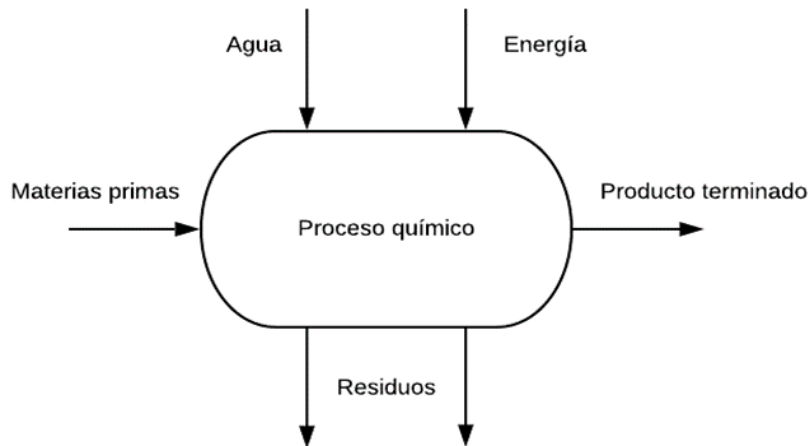 Agua
Energía
Materias primas
Producto terminado
Proceso químico
Residuos